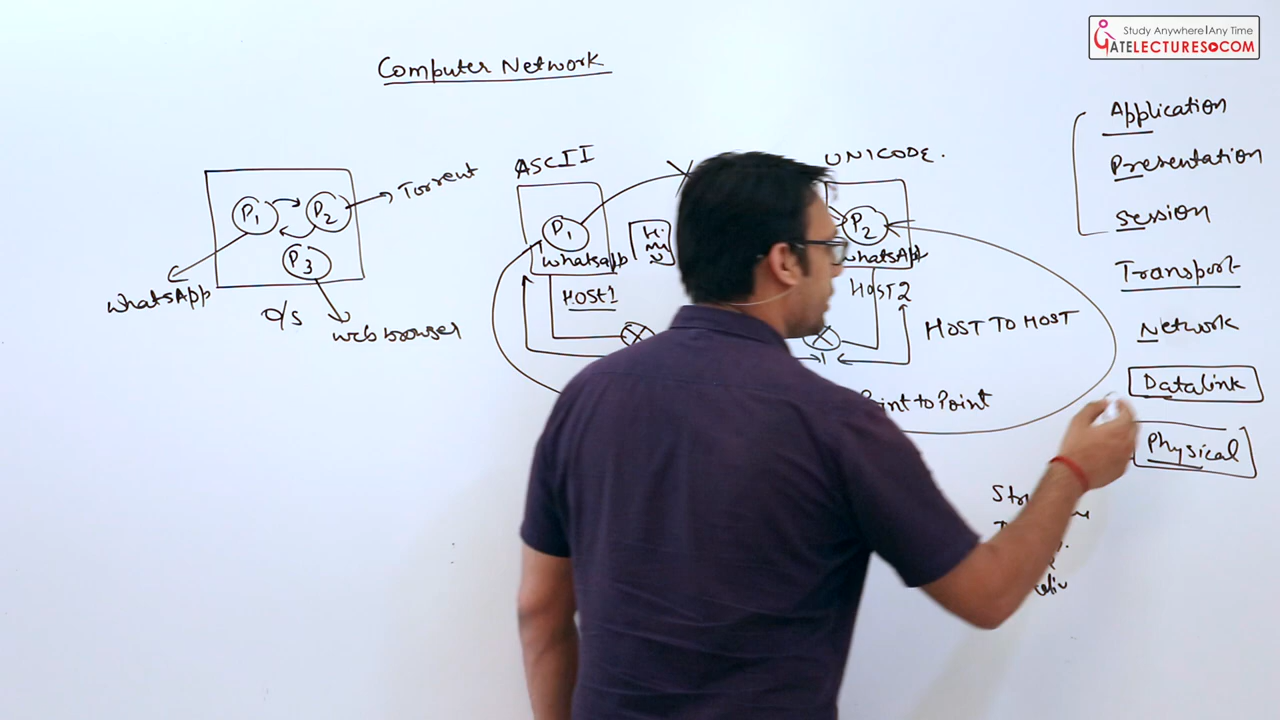 Study Anywhere|Any Time
GATELECTURES.COM
Computer Network
P1
P2
P3
Torrent
WhatsApp
O/S
web browser
ASCII
P1
whatsapp
HOST1
H.
UNICODE.
P2
whatsApp
HOST2
HOST TO HOST
Point to Point
Application
Presentation
Session
Transport
Network
Datalink
Physical